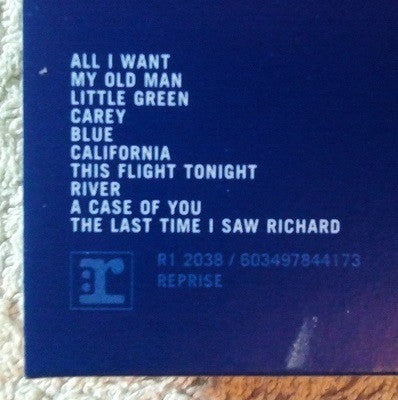 ALL I WANT
MY OLD MAN
LITTLE GREEN
CAREY
BLUE
CALIFORNIA
THIS FLIGHT TONIGHT
RIVER
A CASE OF YOU
THE LAST TIME I SAW RICHARD
r
R1 2038 / 603497844173
REPRISE